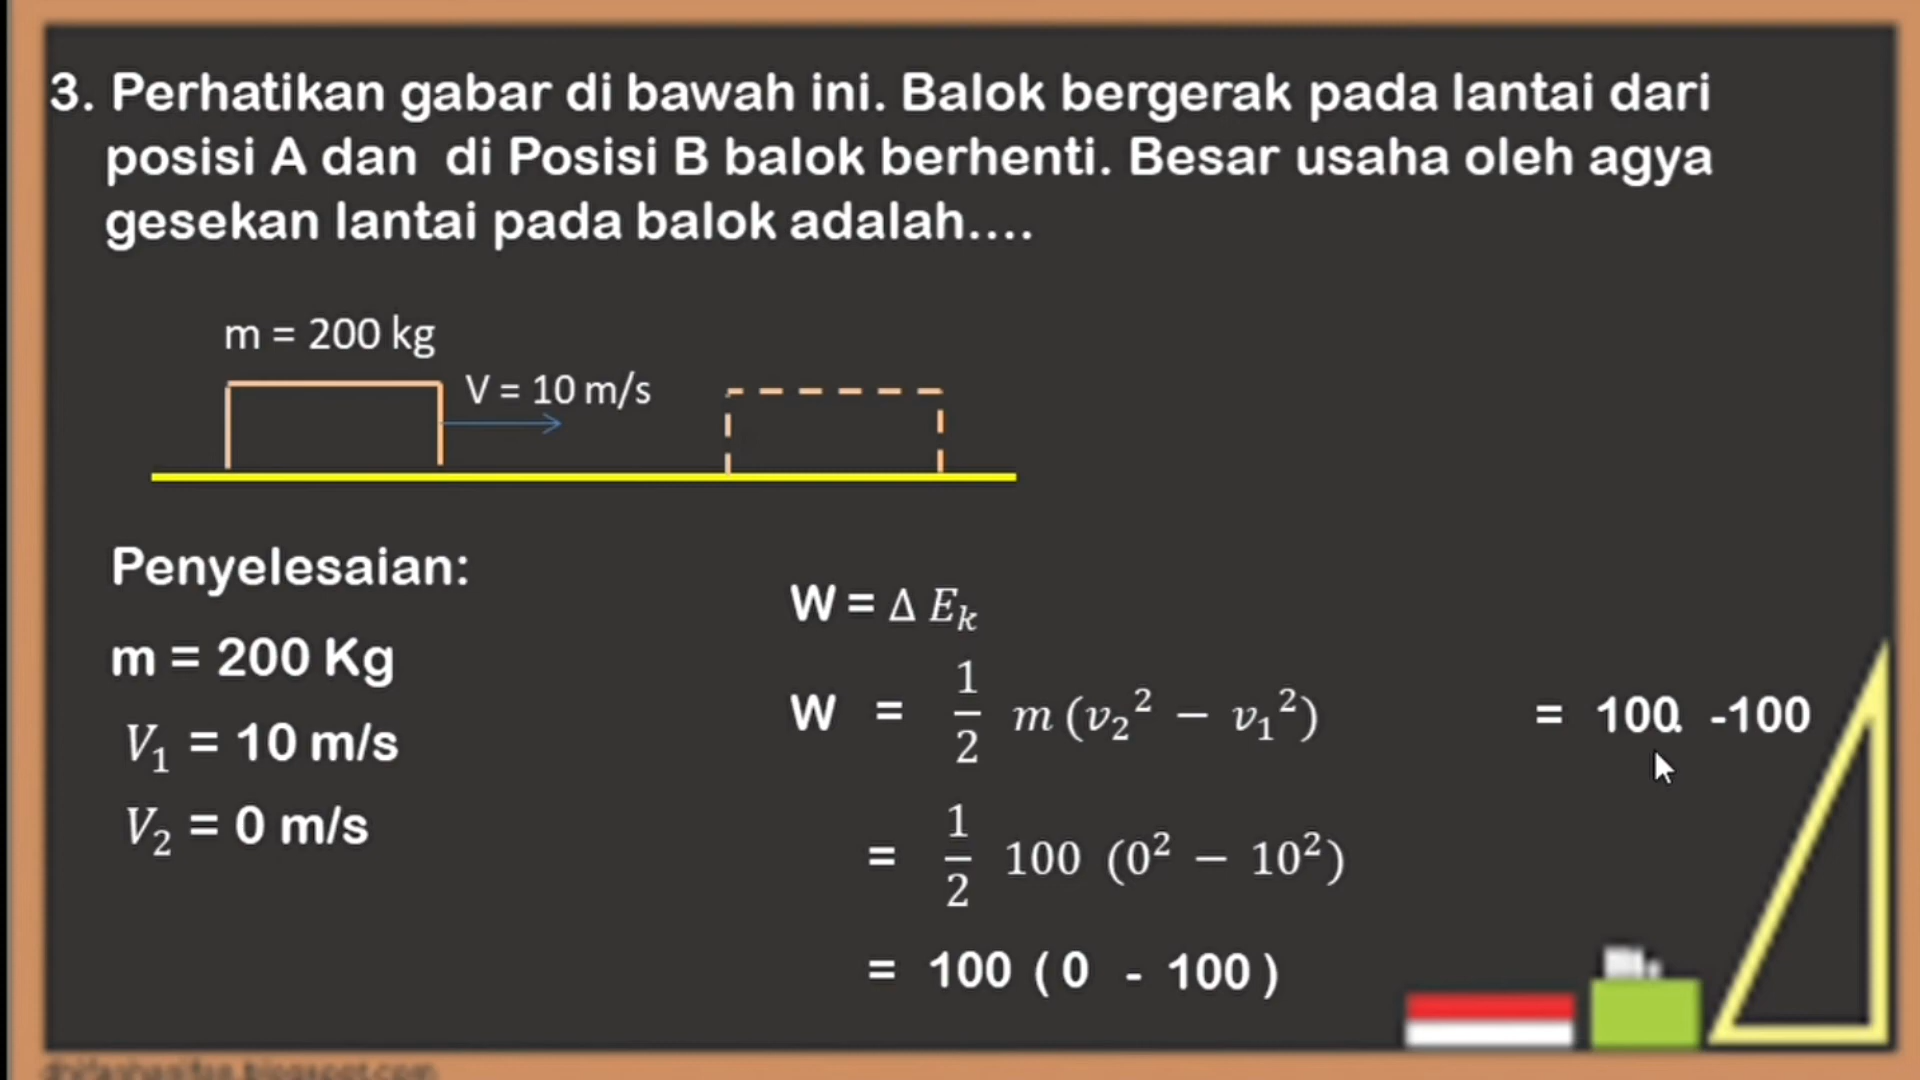 3. Perhatikan gabar di bawah ini. Balok bergerak pada lantai dari
posisi A dan di Posisi B balok berhenti. Besar usaha oleh agya
gesekan lantai pada balok adalah....
m = 200 kg
V = 10 m/s
Penyelesaian:
m = 200 Kg
V₁ = 10 m/s
V₂ = 0 m/s
W = Δ Eₖ
W = 1/2 m (v₂² − v₁²)
= 1/2 100 (0² − 10²)
= 100 ( 0 - 100 )
= 100. -100